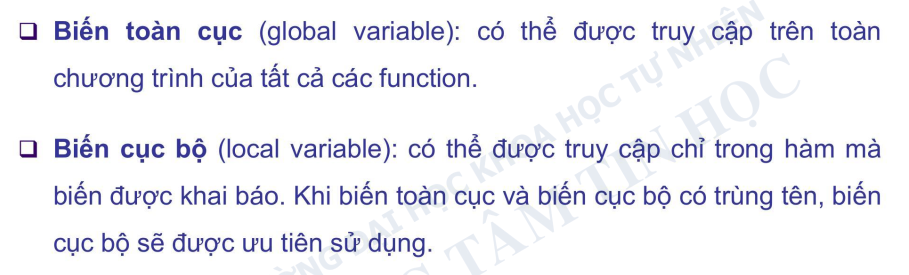 ❑ Biến toàn cục (global variable): có thể được truy cập trên toàn
chương trình của tất cả các function.
❑ Biến cục bộ (local variable): có thể được truy cập chỉ trong hàm mà
biến được khai báo. Khi biến toàn cục và biến cục bộ có trùng tên, biến
cục bộ sẽ được ưu tiên sử dụng.
ĐẠI HỌC KHOA HỌC TỰ NHIÊN
TÂM TIN HỌC